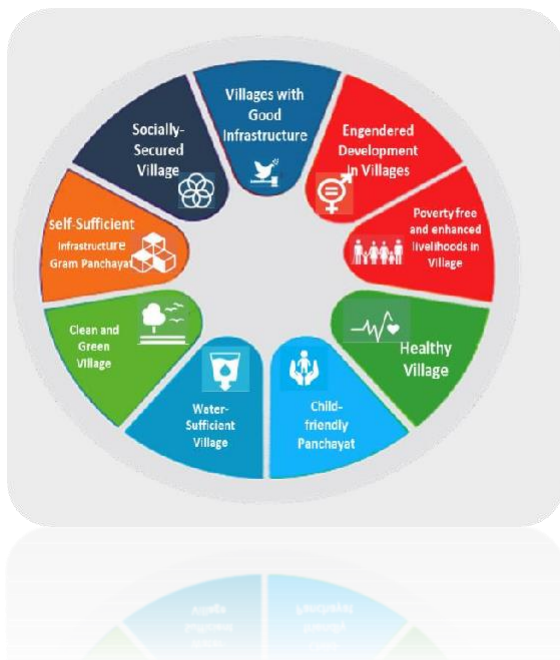 Villages with
Good
Infrastructure
Engendered
Development
in Villages
Poverty free
and enhanced
livelihoods in
Village
Healthy
Village
Child-
friendly
Panchayat
Water-
Sufficient
Village
Clean and
Green
Village
self-Sufficient
Infrastructure
Gram Panchayat
Socially-
Secured
Village